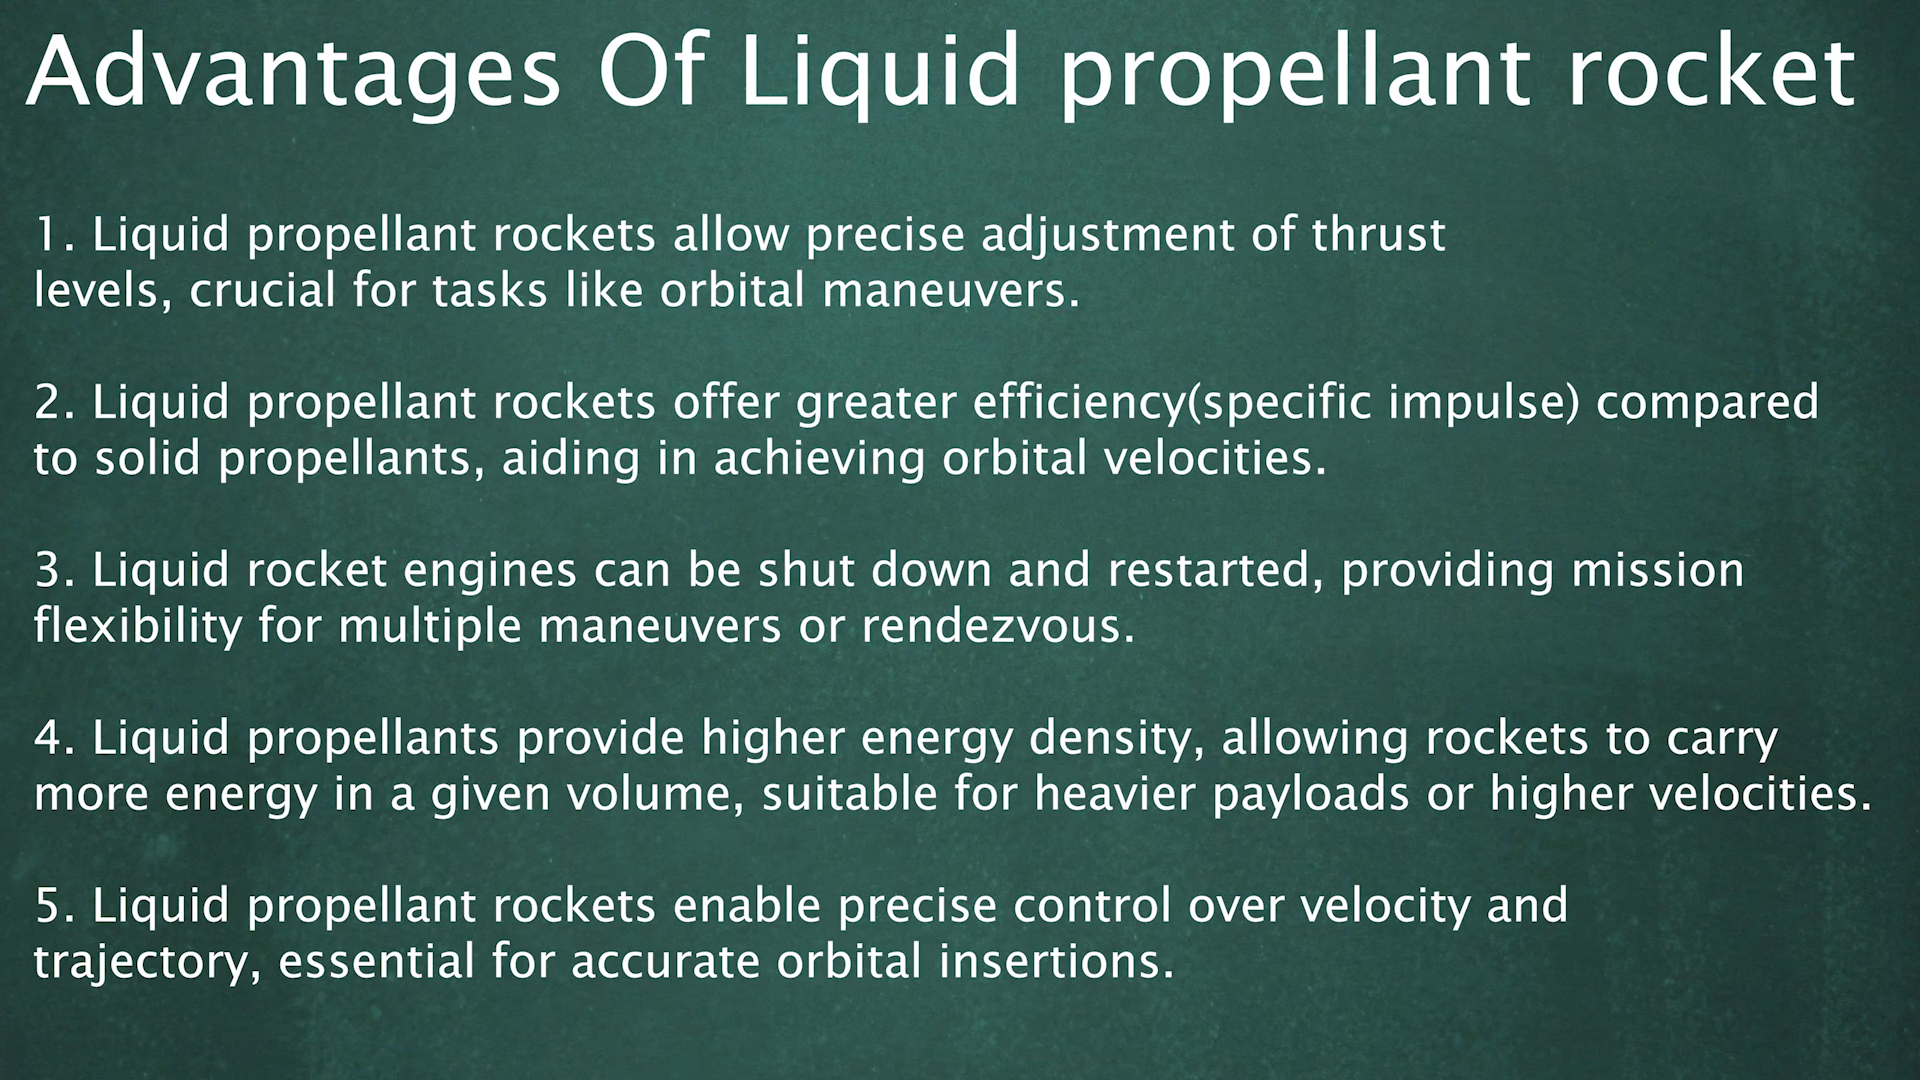 Advantages Of Liquid propellant rocket
1. Liquid propellant rockets allow precise adjustment of thrust
levels, crucial for tasks like orbital maneuvers.
2. Liquid propellant rockets offer greater efficiency(specific impulse) compared
to solid propellants, aiding in achieving orbital velocities.
3. Liquid rocket engines can be shut down and restarted, providing mission
flexibility for multiple maneuvers or rendezvous.
4. Liquid propellants provide higher energy density, allowing rockets to carry
more energy in a given volume, suitable for heavier payloads or higher velocities.
5. Liquid propellant rockets enable precise control over velocity and
trajectory, essential for accurate orbital insertions.